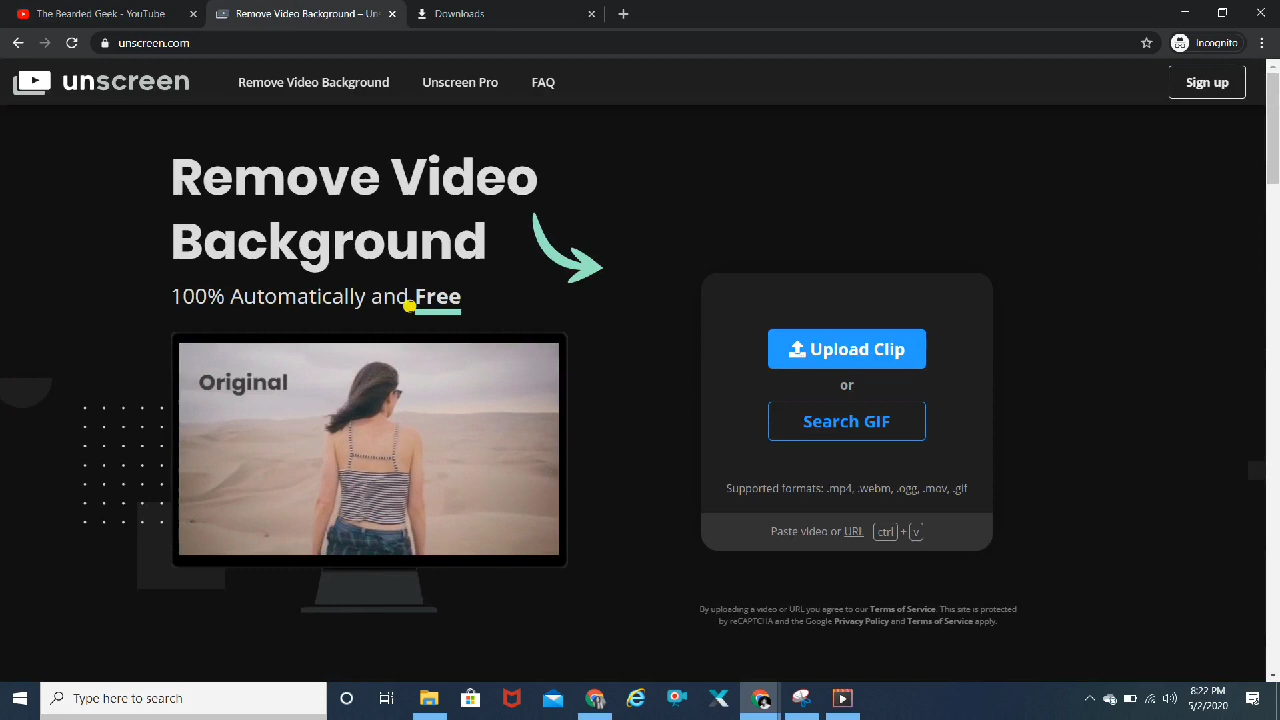 The Bearded Geek - YouTube
Remove Video Background – Un
Downloads
unscreen.com
Incognito
unscreen
Remove Video Background
Unscreen Pro
FAQ
Sign up
Remove Video
Background
100% Automatically and Free
Original
Upload Clip
or
Search GIF
Supported formats: .mp4, .webm, .ogg, .mov, .gif
Paste video or URL ctrl + v
By uploading a video or URL you agree to our Terms of Service. This site is protected
by reCAPTCHA and the Google Privacy Policy and Terms of Service apply.
Type here to search
8:22 PM
5/2/2020